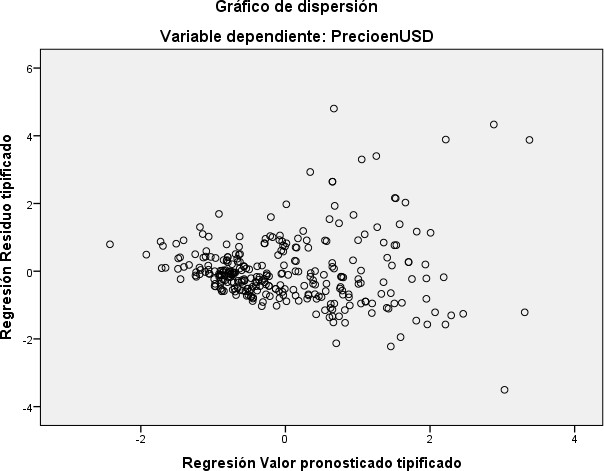 Gráfico de dispersión
Variable dependiente: PrecioenUSD
Regresión Residuo tipificado
6
4
2
0
-2
-4
-2
0
2
4
Regresión Valor pronosticado tipificado